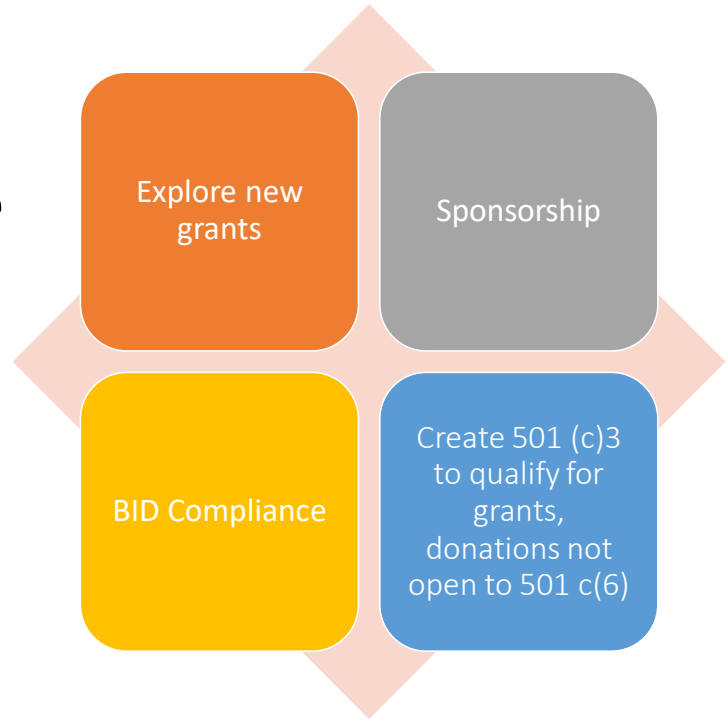 Explore new
grants
Sponsorship
BID Compliance
Create 501 (c)3
to qualify for
grants,
donations not
open to 501 c(6)